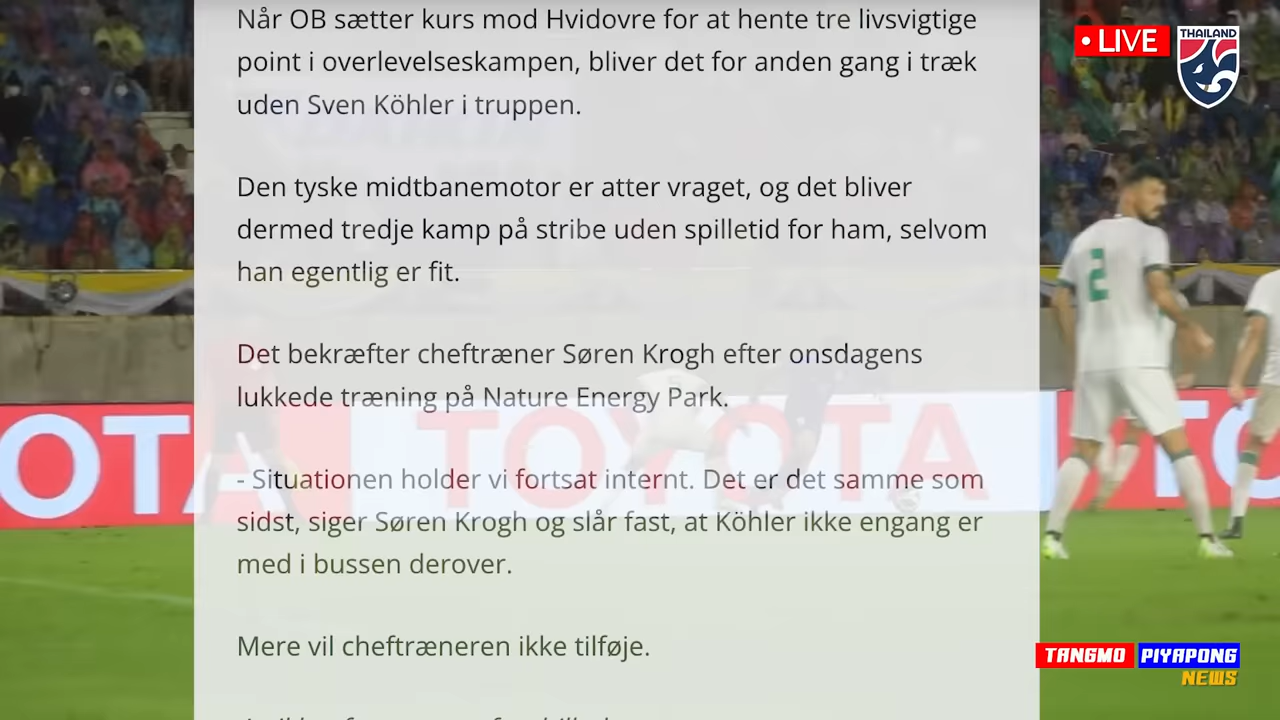 Når OB sætter kurs mod Hvidovre for at hente tre livsvigtige
point i overlevelseskampen, bliver det for anden gang i træk
uden Sven Köhler i truppen.
Den tyske midtbanemotor er atter vraget, og det bliver
dermed tredje kamp på stribe uden spilletid for ham, selvom
han egentlig er fit.
Det bekræfter cheftræner Søren Krogh efter onsdagens
lukkede træning på Nature Energy Park.
- Situationen holder vi fortsat internt. Det er det samme som
sidst, siger Søren Krogh og slår fast, at Köhler ikke engang er
med i bussen derover.
Mere vil cheftræneren ikke tilføje.
LIVE
THAILAND
2
OTA
TOYOTA
TO
TANGMO PIYAPONG
NEWS